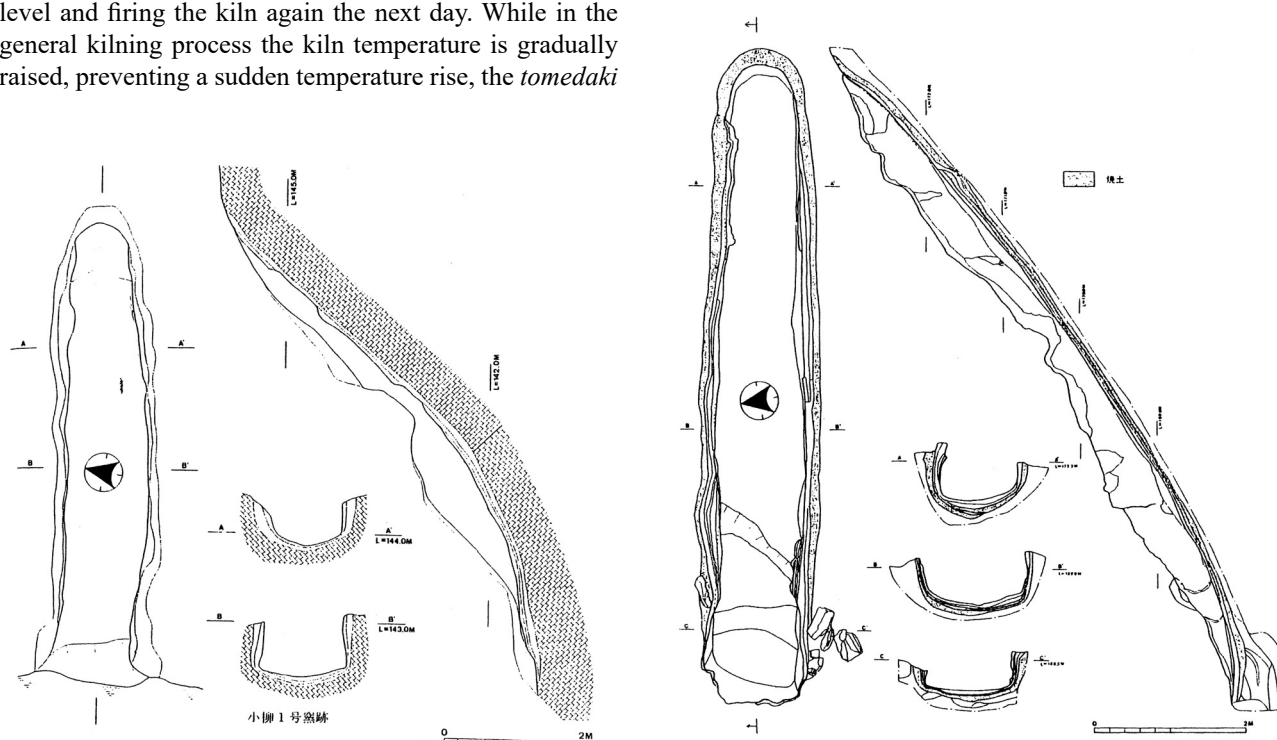 level and firing the kiln again the next day. While in the
general kilning process the kiln temperature is gradually
raised, preventing a sudden temperature rise, the tomedaki
L=145.0M
L=142.0M
A
A'
B
B'
A
A'
L=144.0M
B
B'
L=143.0M
小柳1号窯跡
0
2M
焼土
A
A'
B
B'
C
C'
A
A'
B
B'
C
C'
0
2M